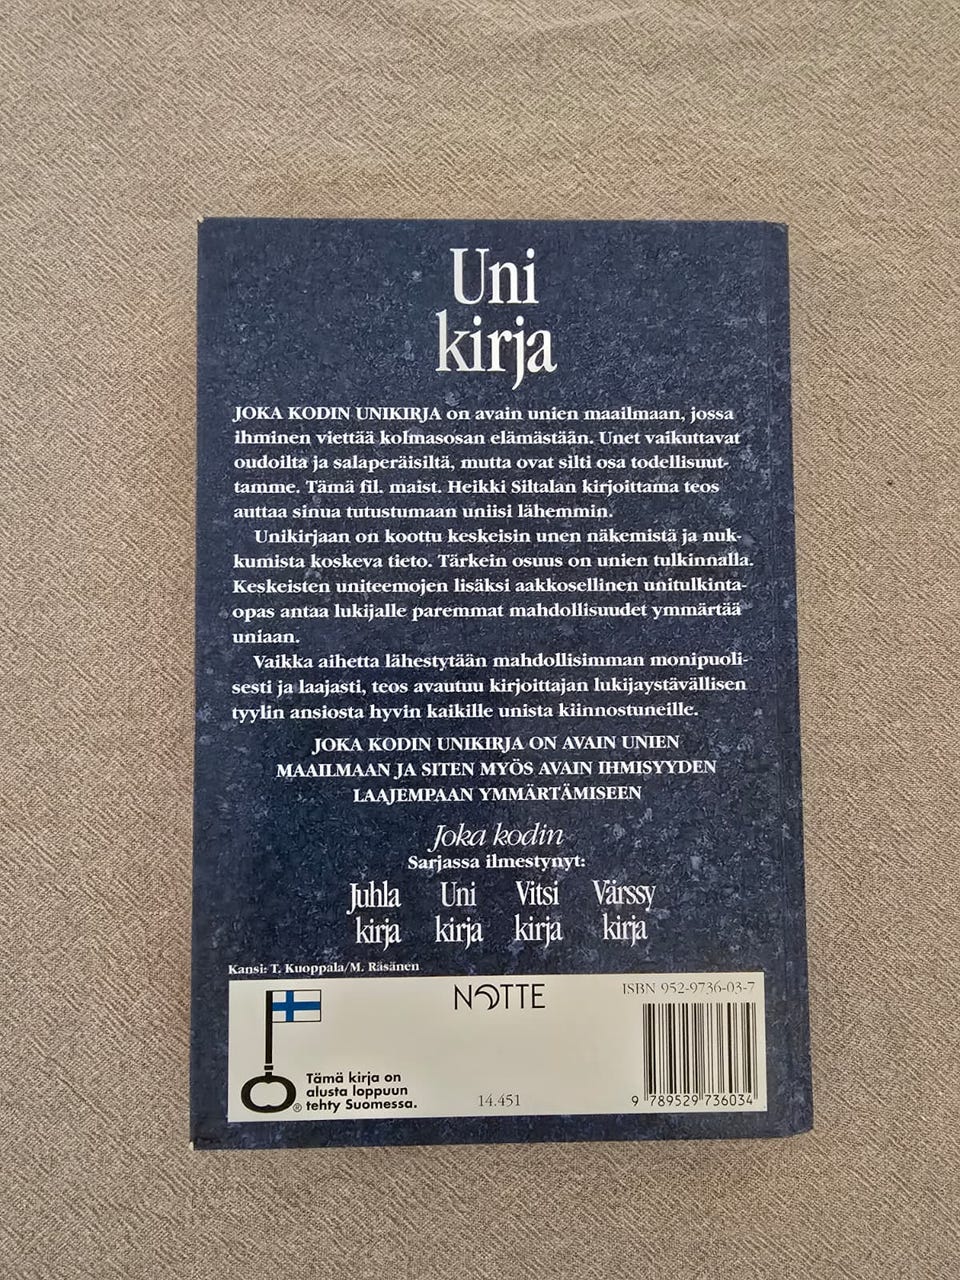 Uni
kirja
JOKA KODIN UNIKIRJA on avain unien maailmaan, jossa
ihminen viettää kolmasosan elämästään. Unet vaikuttavat
oudoilta ja salaperäisiltä, mutta ovat silti osa todellisuut-
tamme. Tämä fil. maist. Heikki Siltalan kirjoittama teos
auttaa sinua tutustumaan uniisi lähemmin.
Unikirjaan on koottu keskeisin unen näkemistä ja nuk-
kumista koskeva tieto. Tärkein osuus on unien tulkinnalla.
Keskeisten uniteemojen lisäksi aakkosellinen unitulkinta-
opas antaa lukijalle paremmat mahdollisuudet ymmärtää
uniaan.
Vaikka aihetta lähestytään mahdollisimman monipuoli-
sesti ja laajasti, teos avautuu kirjoittajan lukijaystävällisen
tyylin ansiosta hyvin kaikille unista kiinnostuneille.
JOKA KODIN UNIKIRJA ON AVAIN UNIEN
MAAILMAAN JA SITEN MYÖS AVAIN IHMISYYDEN
LAAJEMPAAN YMMÄRTÄMISEEN
Joka kodin
Sarjassa ilmestynyt:
Juhla kirja
Uni kirja
Vitsi kirja
Värssy kirja
Kansi: T. Kuoppala/M. Räsänen
NOTTE
ISBN 952-9736-03-7
Tämä kirja on
alusta loppuun
® tehty Suomessa.
14.451
9 789529 736034